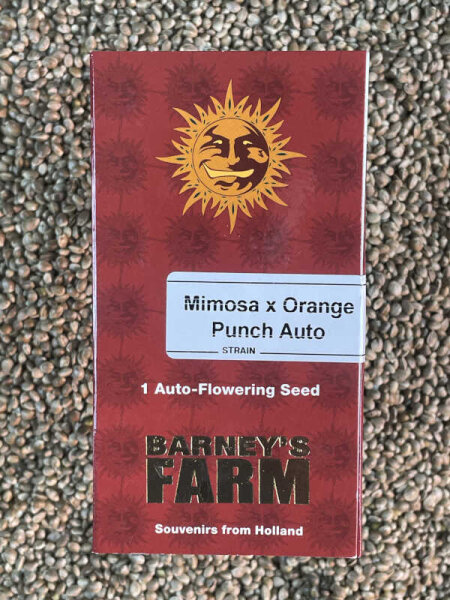 Mimosa x Orange
Punch Auto
STRAIN
1 Auto-Flowering Seed
BARNEY'S
FARM
Souvenirs from Holland